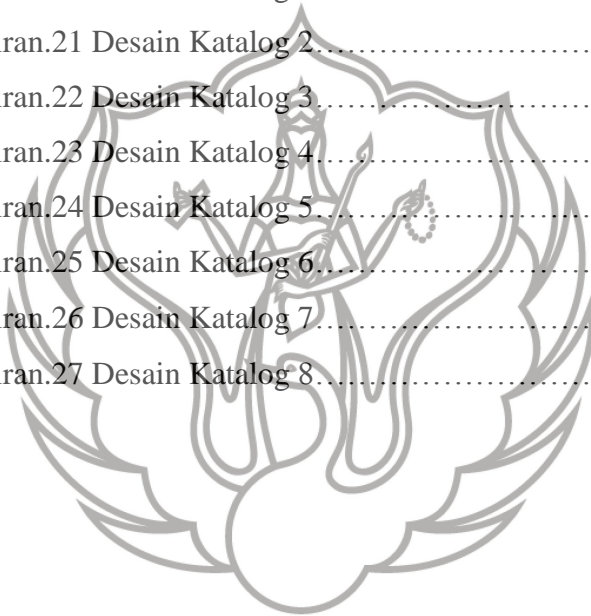 ran.21 Desain Katalog 2……………………………
ran.22 Desain Katalog 3……………………………
ran.23 Desain Katalog 4……………………………
ran.24 Desain Katalog 5……………………………
ran.25 Desain Katalog 6……………………………
ran.26 Desain Katalog 7……………………………
ran.27 Desain Katalog 8……………………………